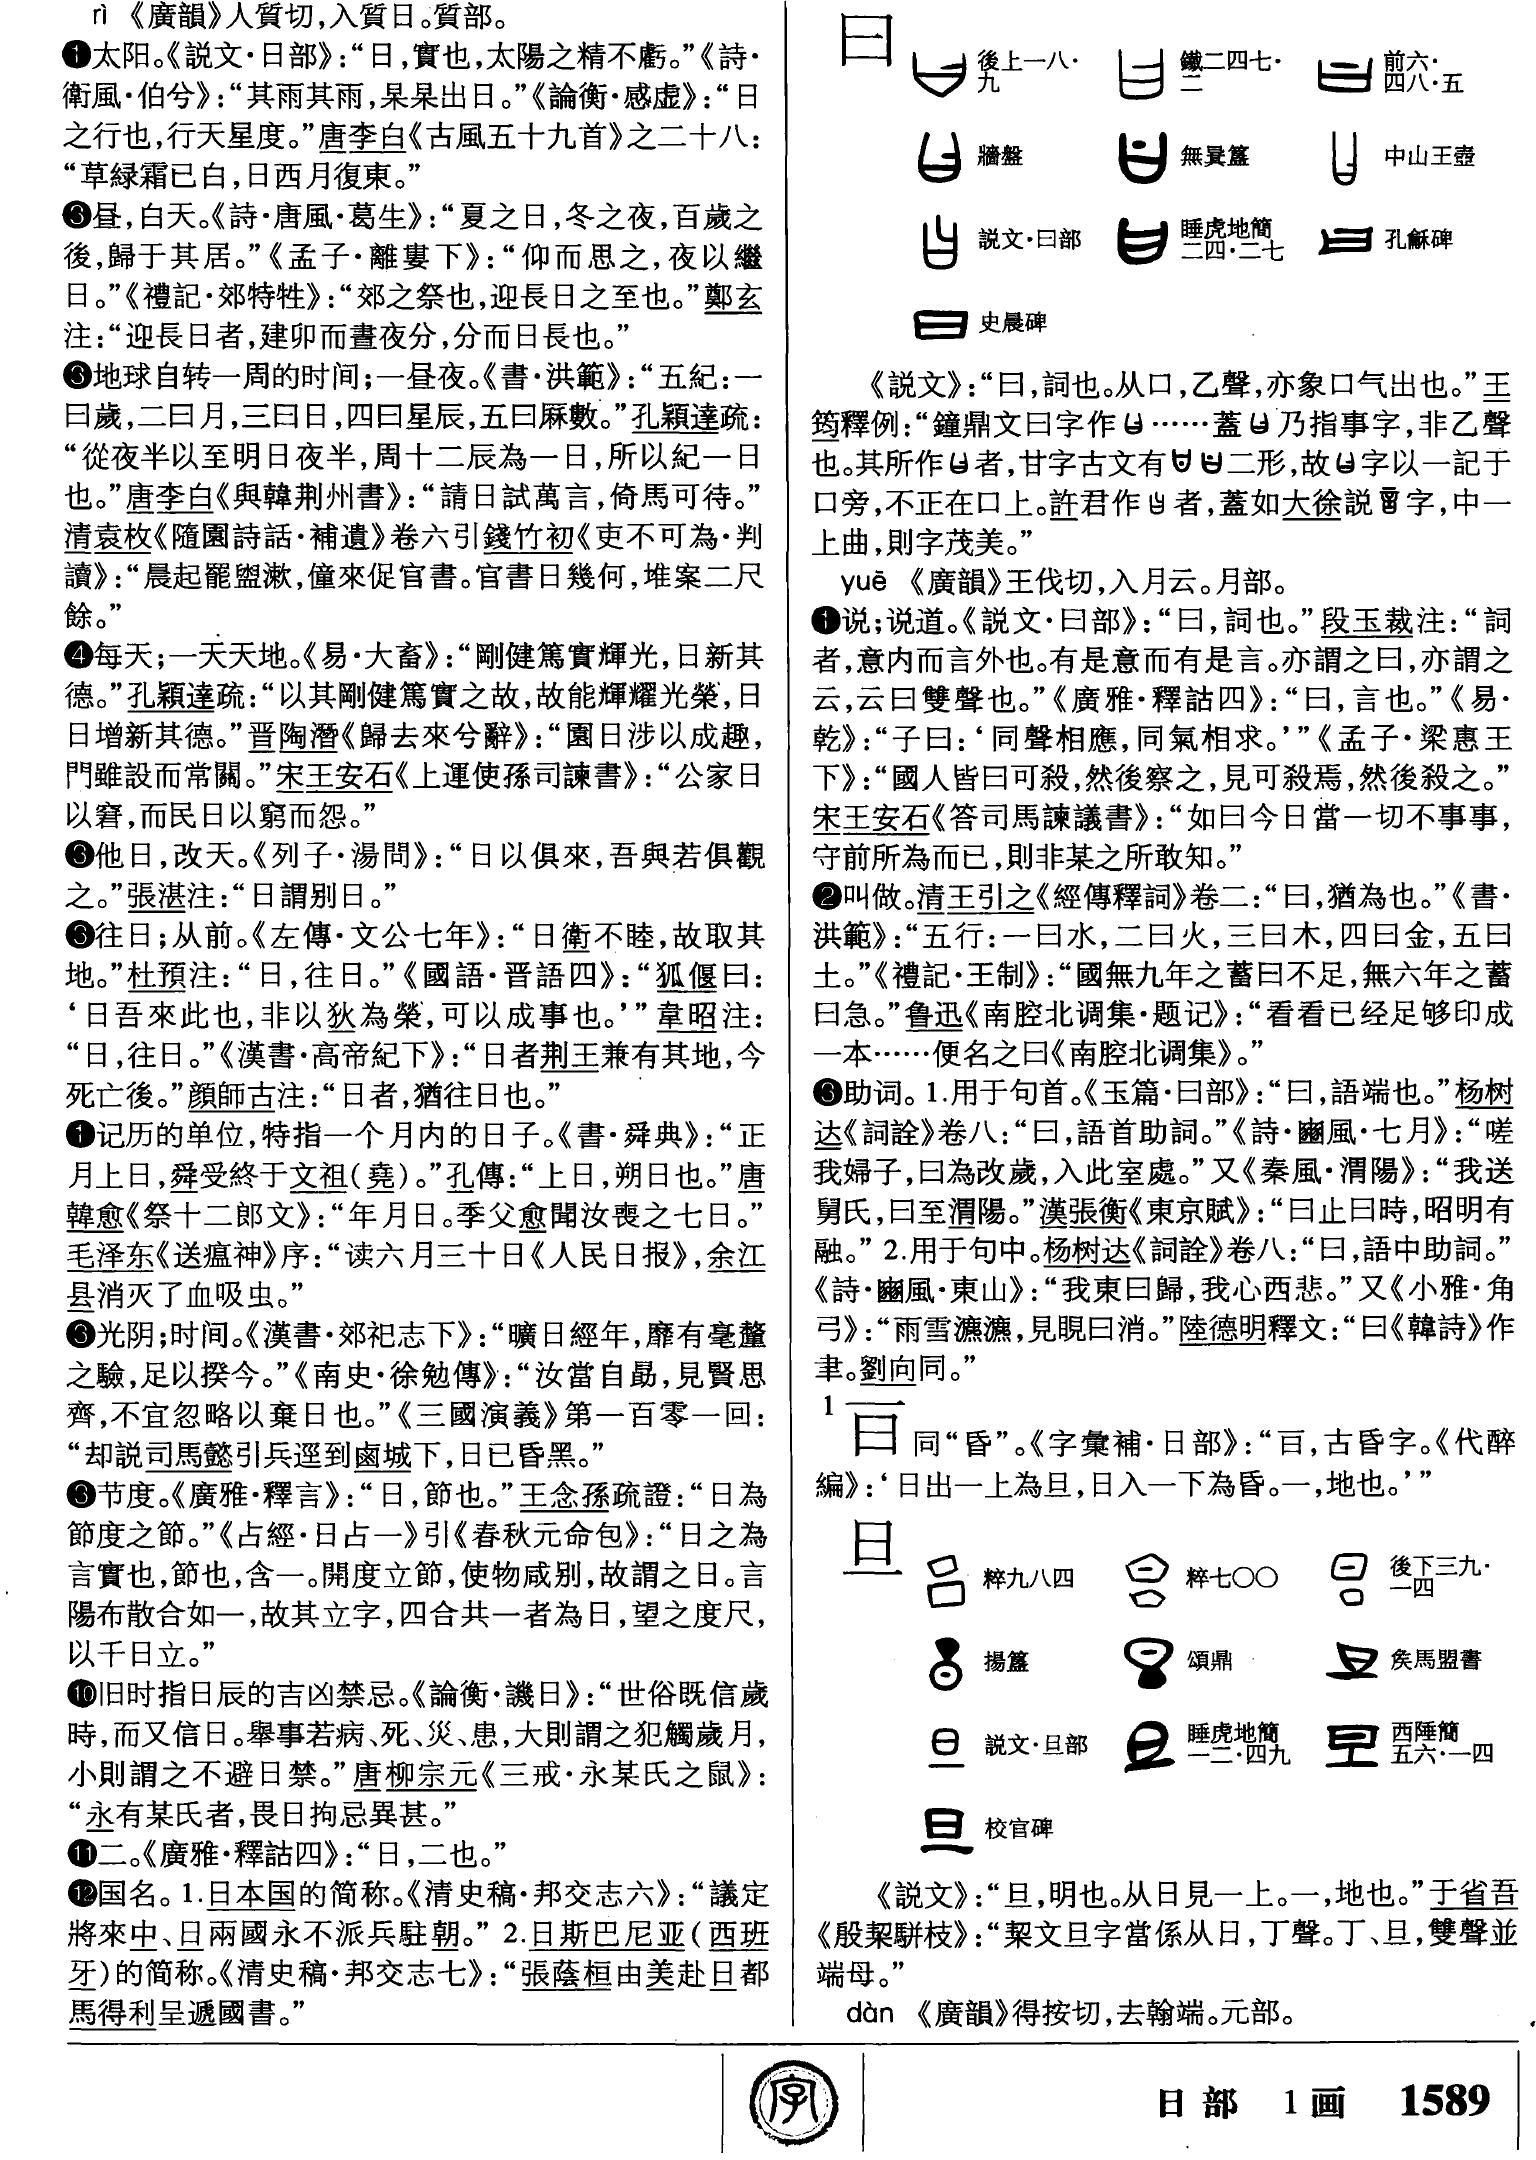 rì 《廣韻》人質切，入質日。質部。
❶太阳。《説文·日部》：“日，實也，太陽之精不虧。”《詩·
衛風·伯兮》：“其雨其雨，杲杲出日。”《論衡·感虚》：“日
之行也，行天星度。”唐李白《古風五十九首》之二十八：
“草緑霜已白，日西月復東。”
❸昼，白天。《詩·唐風·葛生》：“夏之日，冬之夜，百歲之
後，歸于其居。”《孟子·離婁下》：“仰而思之，夜以繼
日。”《禮記·郊特牲》：“郊之祭也，迎長日之至也。”鄭玄
注：“迎長日者，建卯而晝夜分，分而日長也。”
❸地球自转一周的时间；一昼夜。《書·洪範》：“五紀：一
曰歲，二曰月，三曰日，四曰星辰，五曰厤數。”孔穎達疏：
“從夜半以至明日夜半，周十二辰為一日，所以紀一日
也。”唐李白《與韓荆州書》：“請日試萬言，倚馬可待。”
清袁枚《隨園詩話·補遺》卷六引錢竹初《吏不可為·判
讀》：“晨起罷盥漱，僮來促官書。官書日幾何，堆案二尺
餘。”
❹每天；一天天地。《易·大畜》：“剛健篤實輝光，日新其
德。”孔穎達疏：“以其剛健篤實之故，故能輝耀光榮，日
日增新其德。”晋陶潛《歸去來兮辭》：“園日涉以成趣，
門雖設而常關。”宋王安石《上運使孫司諫書》：“公家日
以窘，而民日以窮而怨。”
❸他日，改天。《列子·湯問》：“日以俱來，吾與若俱觀
之。”張湛注：“日謂别日。”
❸往日；从前。《左傳·文公七年》：“日衛不睦，故取其
地。”杜預注：“日，往日。”《國語·晋語四》：“狐偃曰：
‘日吾來此也，非以狄為榮，可以成事也。’”韋昭注：
“日，往日。”《漢書·高帝紀下》：“日者荆王兼有其地，今
死亡後。”顔師古注：“日者，猶往日也。”
❶记历的单位，特指一个月内的日子。《書·舜典》：“正
月上日，舜受終于文祖（堯）。”孔傳：“上日，朔日也。”唐
韓愈《祭十二郎文》：“年月日。季父愈聞汝喪之七日。”
毛泽东《送瘟神》序：“读六月三十日《人民日报》，余江
县消灭了血吸虫。”
❸光阴；时间。《漢書·郊祀志下》：“曠日經年，靡有毫釐
之驗，足以揆今。”《南史·徐勉傳》：“汝當自勗，見賢思
齊，不宜忽略以棄日也。”《三國演義》第一百零一回：
“却説司馬懿引兵逕到鹵城下，日已昏黑。”
❸节度。《廣雅·釋言》：“日，節也。”王念孫疏證：“日為
節度之節。”《占經·日占一》引《春秋元命包》：“日之為
言實也，節也，含一。開度立節，使物咸别，故謂之日。言
陽布散合如一，故其立字，四合共一者為日，望之度尺，
以千日立。”
❿旧时指日辰的吉凶禁忌。《論衡·譏日》：“世俗既信歲
時，而又信日。舉事若病、死、災、患，大則謂之犯觸歲月，
小則謂之不避日禁。”唐柳宗元《三戒·永某氏之鼠》：
“永有某氏者，畏日拘忌異甚。”
⓫二。《廣雅·釋詁四》：“日，二也。”
⓬国名。1.日本国的简称。《清史稿·邦交志六》：“議定
將來中、日兩國永不派兵駐朝。”2.日斯巴尼亚（西班
牙）的简称。《清史稿·邦交志七》：“張蔭桓由美赴日都
馬得利呈遞國書。”
曰
後上一八·九
鐵二四七·二
前六·四八·五
牆盤
無㠱簋
中山王壺
説文·曰部
睡虎地簡二四·二七
孔龢碑
史晨碑
《説文》：“曰，詞也。从口，乙聲，亦象口气出也。”王
筠釋例：“鐘鼎文曰字作……蓋乃指事字，非乙聲
也。其所作者，甘字古文有二形，故字以一記于
口旁，不正在口上。許君作者，蓋如大徐説字，中一
上曲，則字茂美。”
yuē 《廣韻》王伐切，入月云。月部。
❶说；说道。《説文·曰部》：“曰，詞也。”段玉裁注：“詞
者，意内而言外也。有是意而有是言。亦謂之曰，亦謂之
云，云曰雙聲也。”《廣雅·釋詁四》：“曰，言也。”《易·
乾》：“子曰：‘同聲相應，同氣相求。’”《孟子·梁惠王
下》：“國人皆曰可殺，然後察之，見可殺焉，然後殺之。”
宋王安石《答司馬諫議書》：“如曰今日當一切不事事，
守前所為而已，則非某之所敢知。”
❷叫做。清王引之《經傳釋詞》卷二：“曰，猶為也。”《書·
洪範》：“五行：一曰水，二曰火，三曰木，四曰金，五曰
土。”《禮記·王制》：“國無九年之蓄曰不足，無六年之蓄
曰急。”鲁迅《南腔北调集·题记》：“看看已经足够印成
一本……便名之曰《南腔北调集》。”
❸助词。1.用于句首。《玉篇·曰部》：“曰，語端也。”杨树
达《詞詮》卷八：“曰，語首助詞。”《詩·豳風·七月》：“嗟
我婦子，曰為改歲，入此室處。”又《秦風·渭陽》：“我送
舅氏，曰至渭陽。”漢張衡《東京賦》：“曰止曰時，昭明有
融。”2.用于句中。杨树达《詞詮》卷八：“曰，語中助詞。”
《詩·豳風·東山》：“我東曰歸，我心西悲。”又《小雅·角
弓》：“雨雪瀌瀌，見晛曰消。”陸德明釋文：“曰《韓詩》作
聿。劉向同。”
1
𣄼 同“昏”。《字彙補·日部》：“𣄼，古昏字。《代醉
編》：‘日出一上為旦，日入一下為昏。一，地也。’”
旦
粹九八四
粹七〇〇
後下三九·一四
揚簋
頌鼎
矦馬盟書
説文·旦部
睡虎地簡一二·四九
西陲簡五六·一四
校官碑
《説文》：“旦，明也。从日見一上。一，地也。”于省吾
《殷栔駢枝》：“栔文旦字當係从日，丁聲。丁、旦，雙聲並
端母。”
dàn 《廣韻》得按切，去翰端。元部。
字
日部 1画 1589